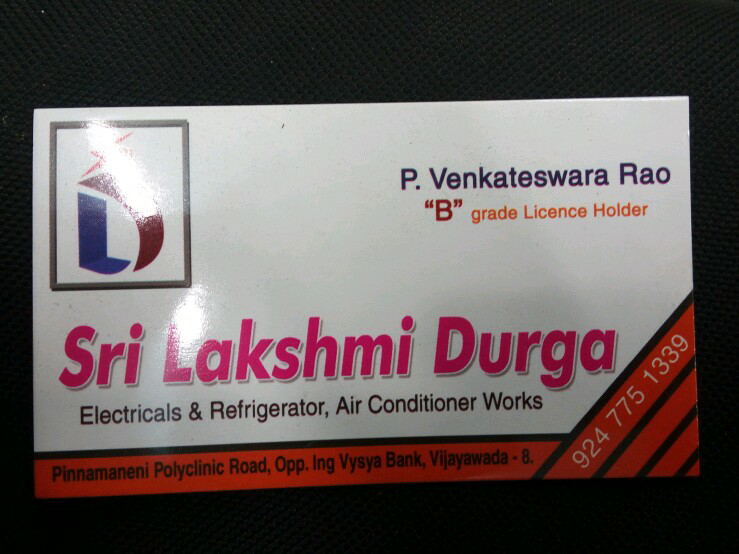 P. Venkateswara Rao
"B" grade Licence Holder
Sri Lakshmi Durga
Electricals & Refrigerator, Air Conditioner Works
Pinnamaneni Polyclinic Road, Opp. Ing Vysya Bank, Vijayawada - 8.
924 775 1339